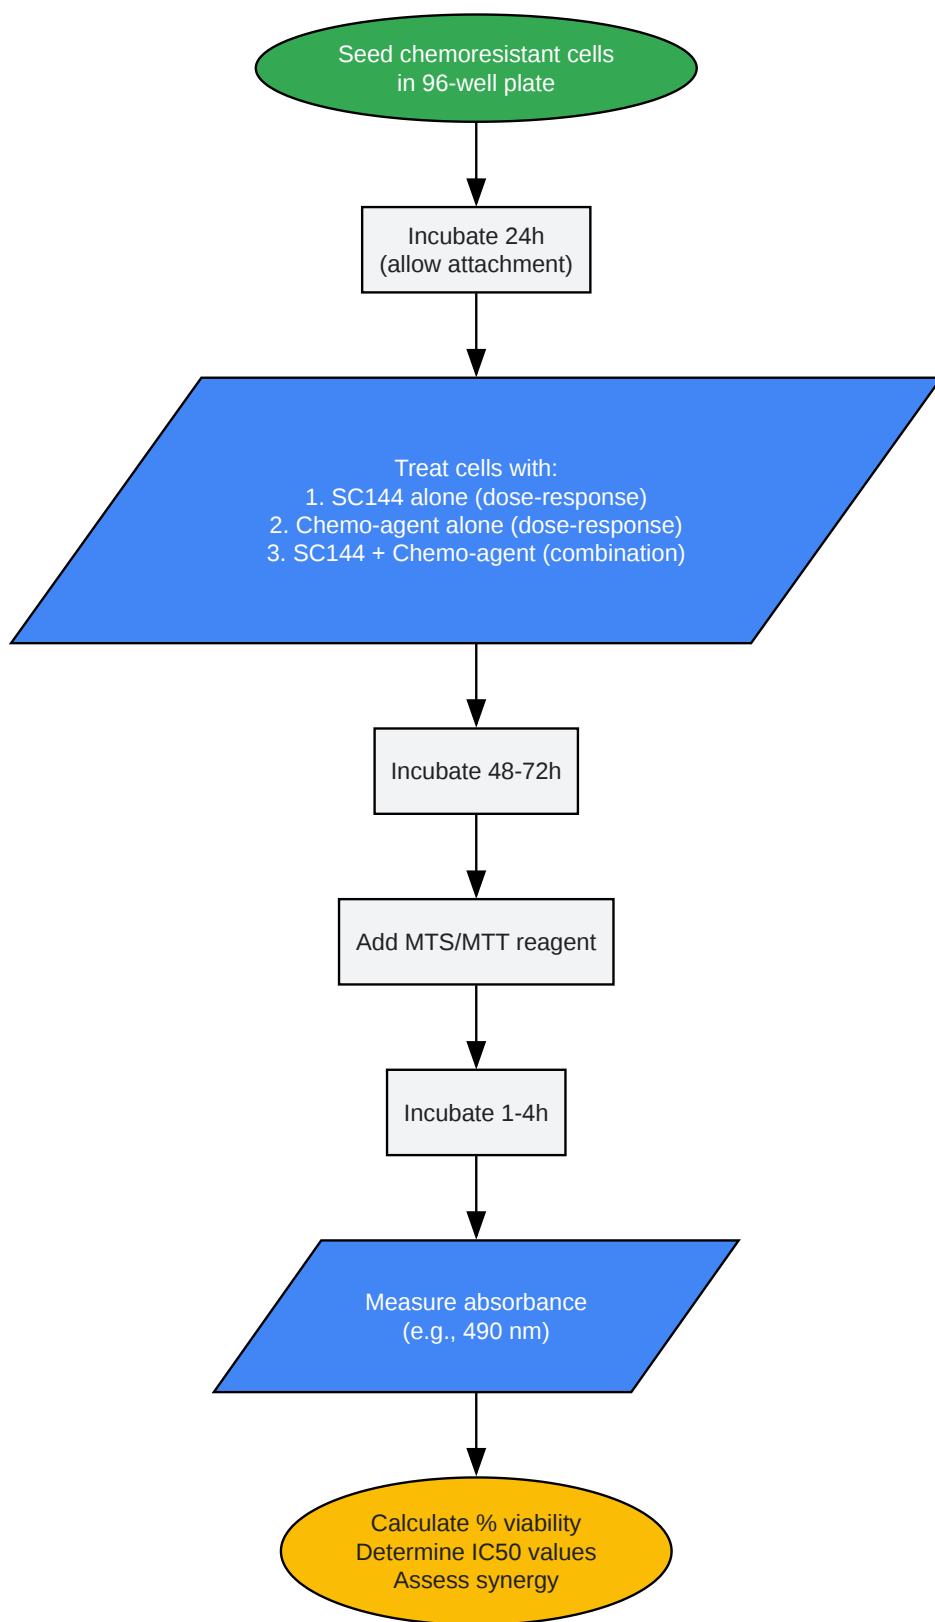 Seed chemoresistant cells
in 96-well plate
Incubate 24h
(allow attachment)
Treat cells with:
1. SC144 alone (dose-response)
2. Chemo-agent alone (dose-response)
3. SC144 + Chemo-agent (combination)
Incubate 48-72h
Add MTS/MTT reagent
Incubate 1-4h
Measure absorbance
(e.g., 490 nm)
Calculate % viability
Determine IC50 values
Assess synergy